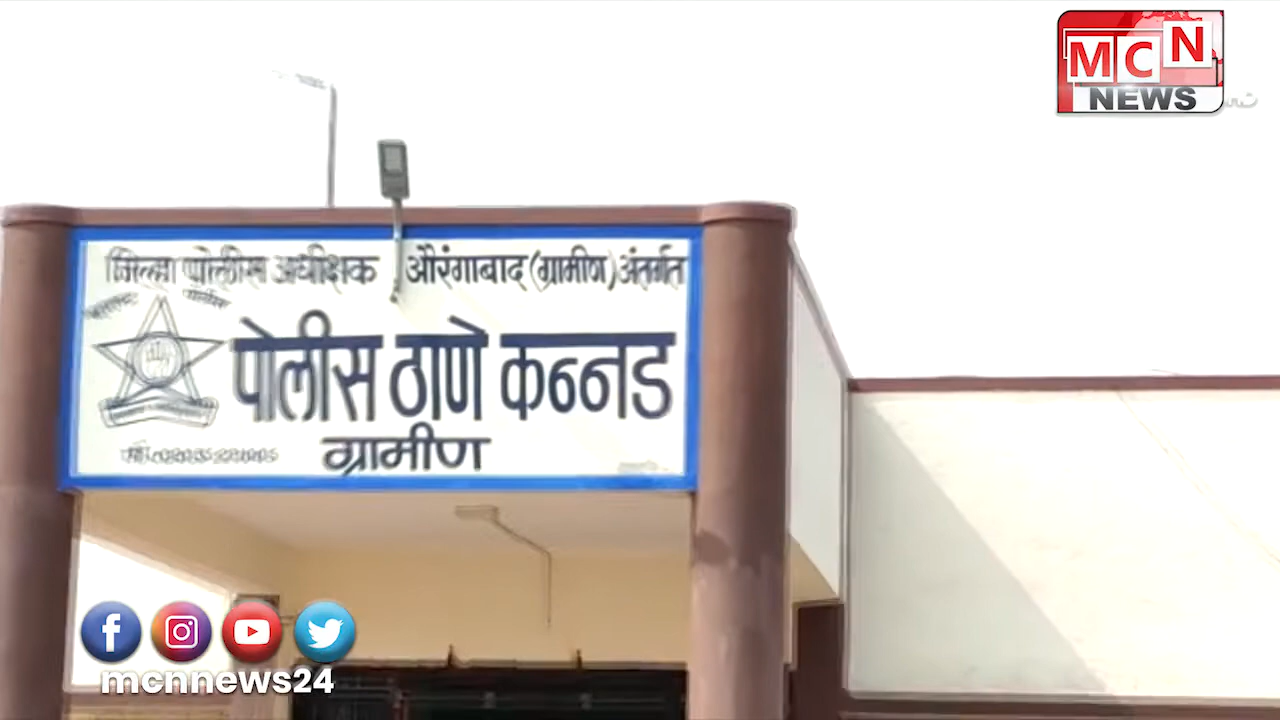 MCN
NEWS
जिल्हा पोलीस अधीक्षक औरंगाबाद (ग्रामीण) अंतर्गत
पोलीस ठाणे कन्नड
ग्रामीण
mcnnews24